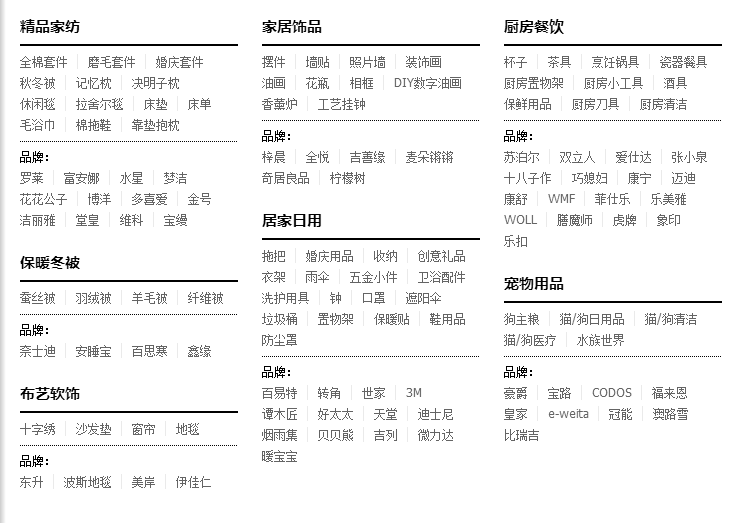 精品家纺
全棉套件 磨毛套件 婚庆套件
秋冬被 记忆枕 决明子枕
休闲毯 拉舍尔毯 床垫 床单
毛浴巾 棉拖鞋 靠垫抱枕
品牌:
罗莱 富安娜 水星 梦洁
花花公子 博洋 多喜爱 金号
洁丽雅 堂皇 维科 宝缦
保暖冬被
蚕丝被 羽绒被 羊毛被 纤维被
品牌:
奈士迪 安睡宝 百思寒 鑫缘
布艺软饰
十字绣 沙发垫 窗帘 地毯
品牌:
东升 波斯地毯 美岸 伊佳仁
家居饰品
摆件 墙贴 照片墙 装饰画
油画 花瓶 相框 DIY数字油画
香薰炉 工艺挂钟
品牌:
梓晨 全悦 吉善缘 麦朵锵锵
奇居良品 柠檬树
居家日用
拖把 婚庆用品 收纳 创意礼品
衣架 雨伞 五金小件 卫浴配件
洗护用具 钟 口罩 遮阳伞
垃圾桶 置物架 保暖贴 鞋用品
防尘罩
品牌:
百易特 转角 世家 3M
谭木匠 好太太 天堂 迪士尼
烟雨集 贝贝熊 吉列 微力达
暖宝宝
厨房餐饮
杯子 茶具 烹饪锅具 瓷器餐具
厨房置物架 厨房小工具 酒具
保鲜用品 厨房刀具 厨房清洁
品牌:
苏泊尔 双立人 爱仕达 张小泉
十八子作 巧媳妇 康宁 迈迪
康舒 WMF 菲仕乐 乐美雅
WOLL 膳魔师 虎牌 象印
乐扣
宠物用品
狗主粮 猫/狗日用品 猫/狗清洁
猫/狗医疗 水族世界
品牌:
豪爵 宝路 CODOS 福来恩
皇家 e-weita 冠能 澳路雪
比瑞吉